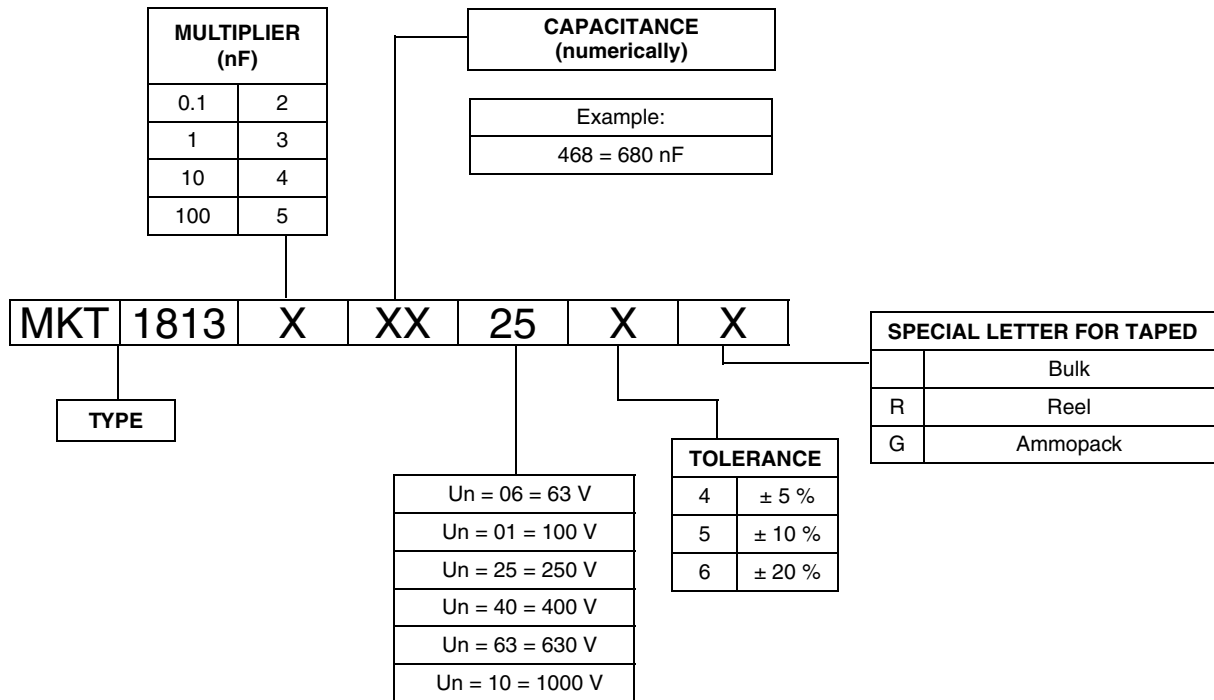 MULTIPLIER
(nF)
0.1 2
1 3
10 4
100 5
CAPACITANCE
(numerically)
Example:
468 = 680 nF
MKT 1813 X XX 25 X X
TYPE
Un = 06 = 63 V
Un = 01 = 100 V
Un = 25 = 250 V
Un = 40 = 400 V
Un = 63 = 630 V
Un = 10 = 1000 V
TOLERANCE
4 ± 5 %
5 ± 10 %
6 ± 20 %
SPECIAL LETTER FOR TAPED
Bulk
R Reel
G Ammopack